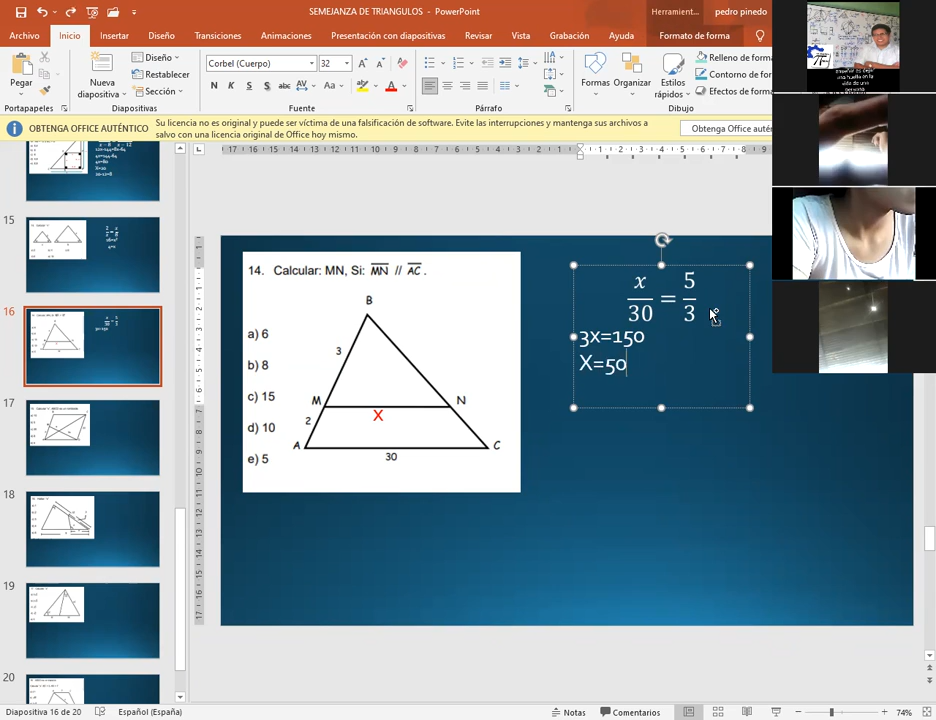 SEMEJANZA DE TRIANGULOS - PowerPoint
Herramient...
pedro pinedo
Archivo Inicio Insertar Diseño Transiciones Animaciones Presentación con diapositivas Revisar Vista Grabación Ayuda Formato de forma
Pegar
Nueva diapositiva
Diseño
Restablecer
Sección
Corbel (Cuerpo) 32
N K S S
Aa
A
Formas Organizar Estilos rápidos
Relleno de form
Contorno de for
Efectos de form
Portapapeles Diapositivas Fuente Párrafo Dibujo
OBTENGA OFFICE AUTÉNTICO
Su licencia no es original y puede ser víctima de una falsificación de software. Evite las interrupciones y mantenga sus archivos a
salvo con una licencia original de Office hoy mismo.
Obtenga Office auté
15
16
17
18
19
20
14. Calcular: MN, Si: MN // AC .
B
a) 6
3
b) 8
c) 15
M
N
X
d) 10
2
A
C
e) 5
30
x/30 = 5/3
3x=150
X=50
Diapositiva 16 de 20
Español (España)
Notas
Comentarios
74%